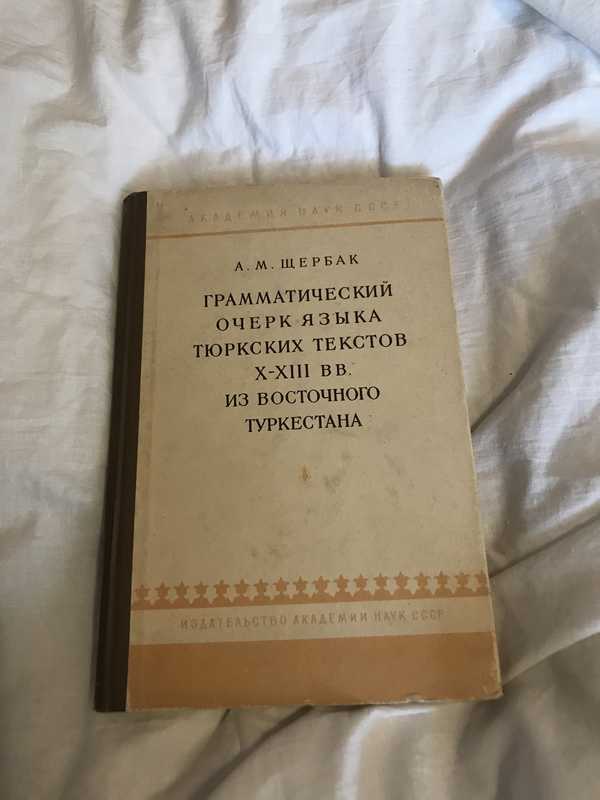 АКАДЕМИЯ НАУК СССР
А. М. ЩЕРБАК
ГРАММАТИЧЕСКИЙ
ОЧЕРК ЯЗЫКА
ТЮРКСКИХ ТЕКСТОВ
X-XIII ВВ.
ИЗ ВОСТОЧНОГО
ТУРКЕСТАНА
ИЗДАТЕЛЬСТВО АКАДЕМИИ НАУК СССР